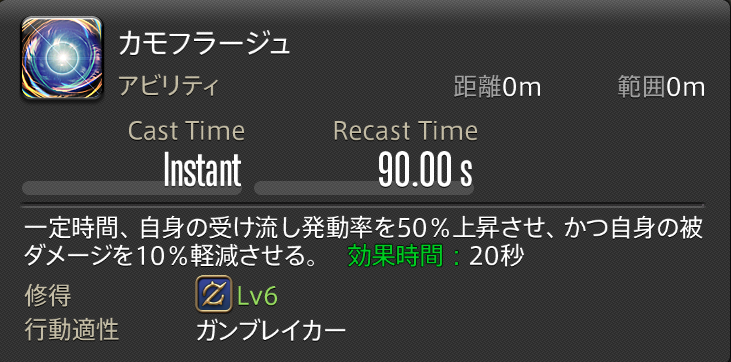 カモフラージュ
アビリティ 距離0m 範囲0m
Cast Time Recast Time
Instant 90.00 s
一定時間、自身の受け流し発動率を50％上昇させ、かつ自身の被
ダメージを10％軽減させる。 効果時間：20秒
修得 Lv6
行動適性 ガンブレイカー